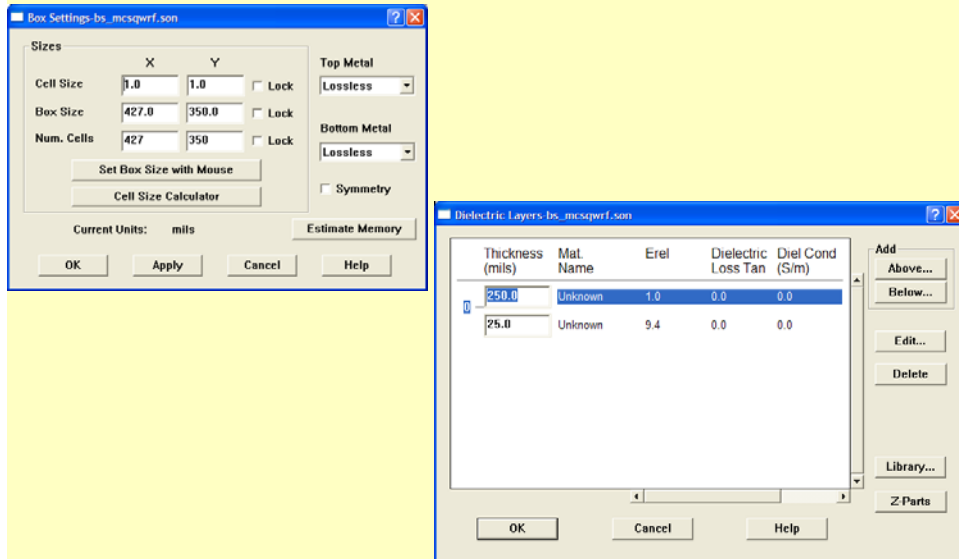 Box Settings-bs_mcsqwrf.son
Sizes
X Y
Cell Size 1.0 1.0 Lock
Box Size 427.0 350.0 Lock
Num. Cells 427 350 Lock
Set Box Size with Mouse
Cell Size Calculator
Top Metal
Lossless
Bottom Metal
Lossless
Symmetry
Current Units: mils
Estimate Memory
OK Apply Cancel Help
Dielectric Layers-bs_mcsqwrf.son
Thickness Mat. Erel Dielectric Diel Cond
(mils) Name Loss Tan (S/m)
250.0 Unknown 1.0 0.0 0.0
0
25.0 Unknown 9.4 0.0 0.0
Add
Above...
Below...
Edit...
Delete
Library...
Z-Parts
OK Cancel Help